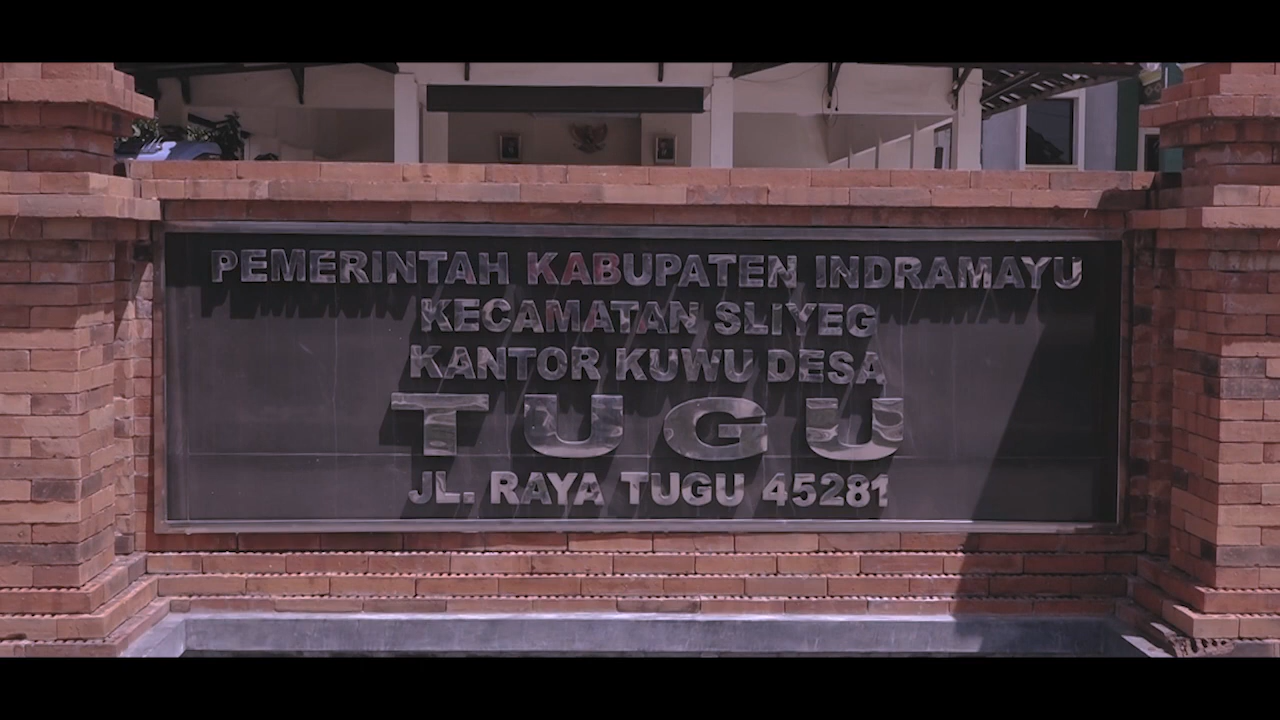 PEMERINTAH KABUPATEN INDRAMAYU
KECAMATAN SLIYEG
KANTOR KUWU DESA
TUGU
JL. RAYA TUGU 45281